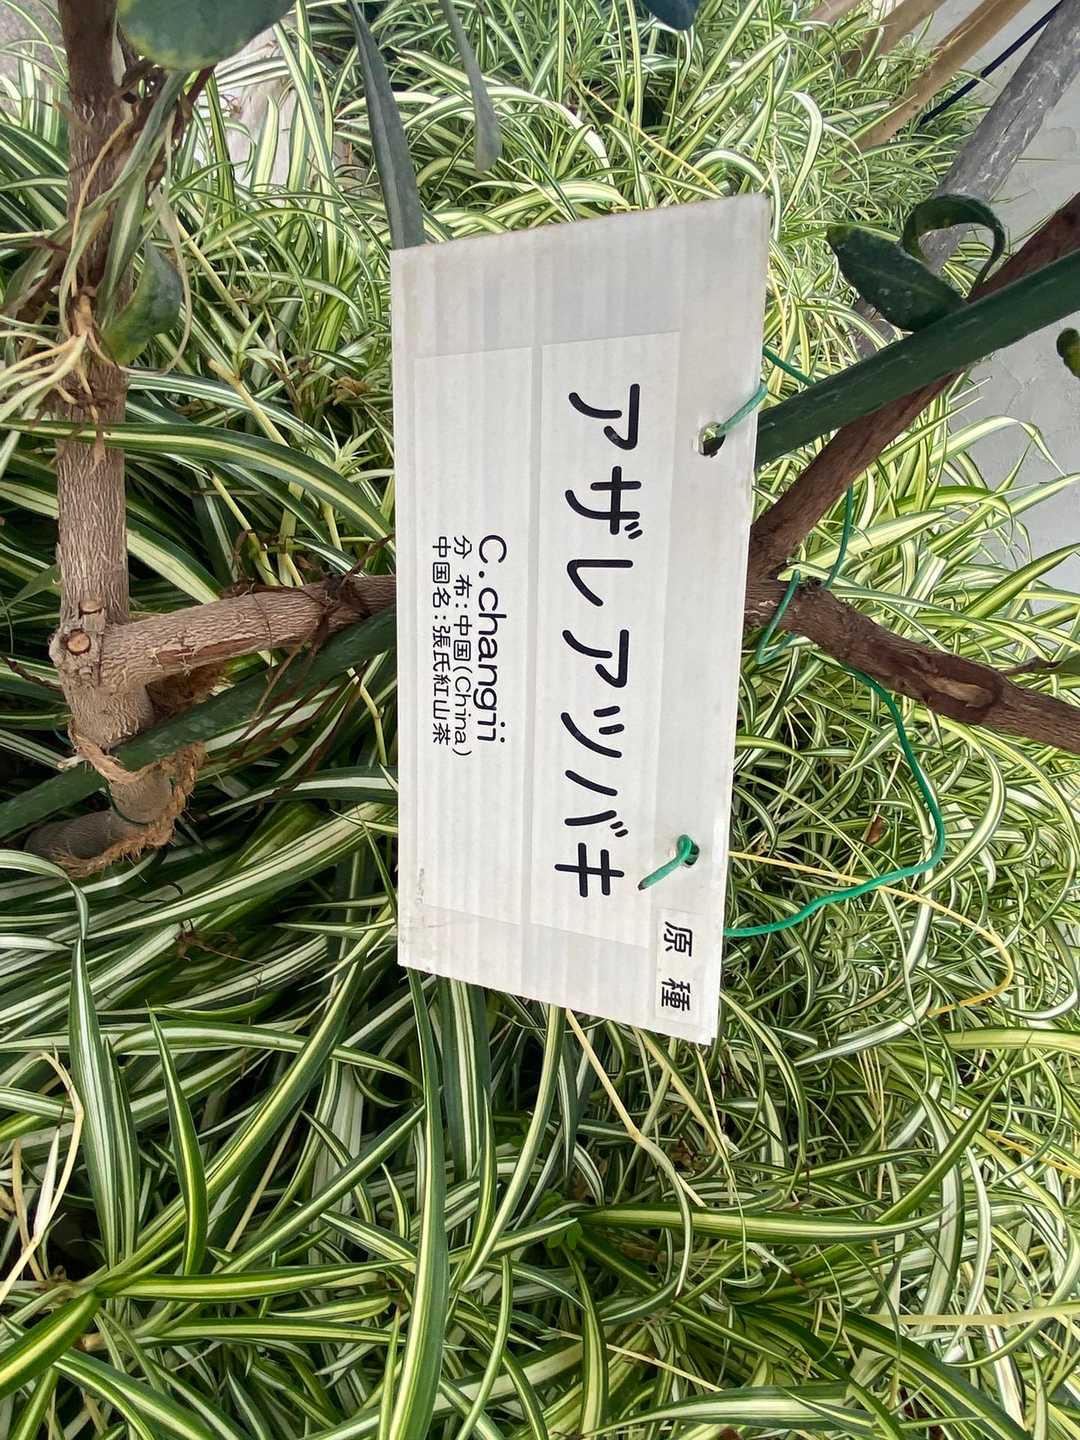 アザレアツバキ
原種
C.changii
分 布:中国(China)
中国名:張氏紅山茶